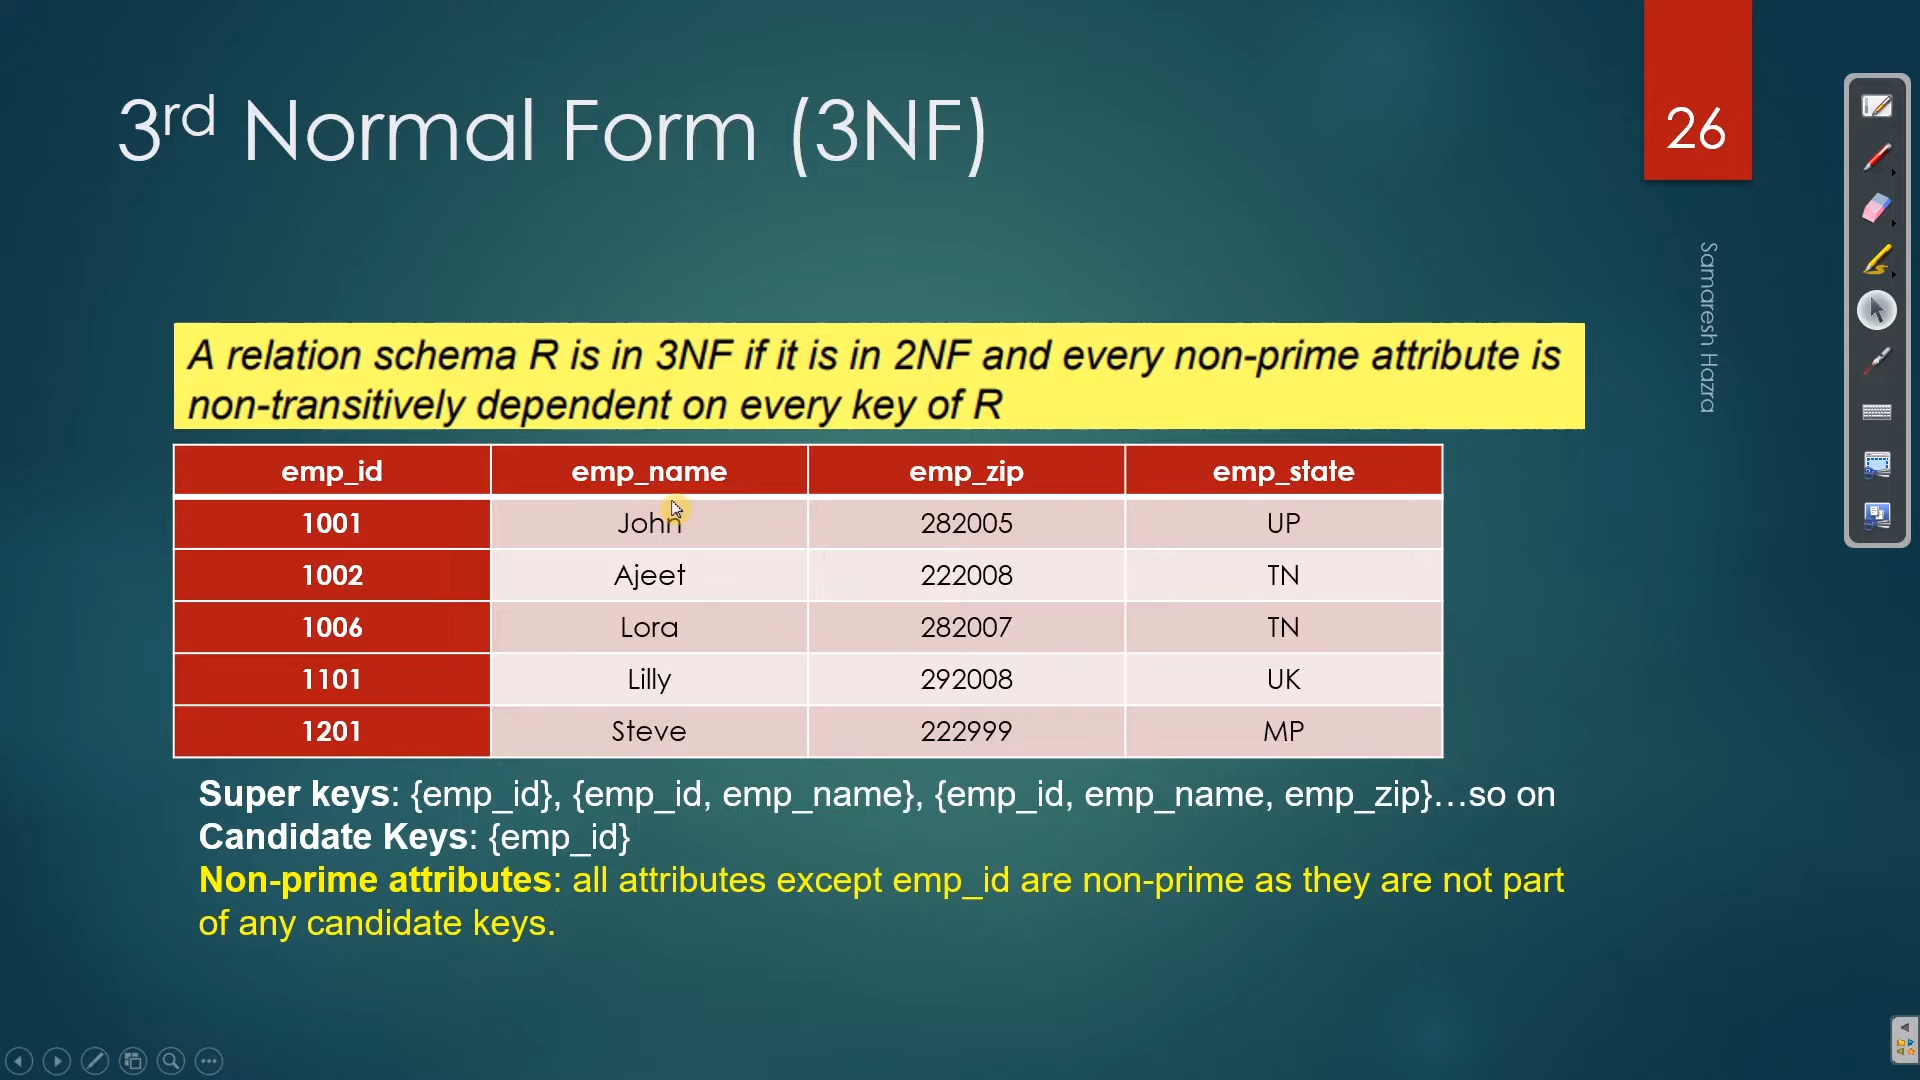 3rd Normal Form (3NF)
26
Samaresh Hazra
A relation schema R is in 3NF if it is in 2NF and every non-prime attribute is
non-transitively dependent on every key of R
emp_id emp_name emp_zip emp_state
1001 John 282005 UP
1002 Ajeet 222008 TN
1006 Lora 282007 TN
1101 Lilly 292008 UK
1201 Steve 222999 MP
Super keys: {emp_id}, {emp_id, emp_name}, {emp_id, emp_name, emp_zip}...so on
Candidate Keys: {emp_id}
Non-prime attributes: all attributes except emp_id are non-prime as they are not part
of any candidate keys.